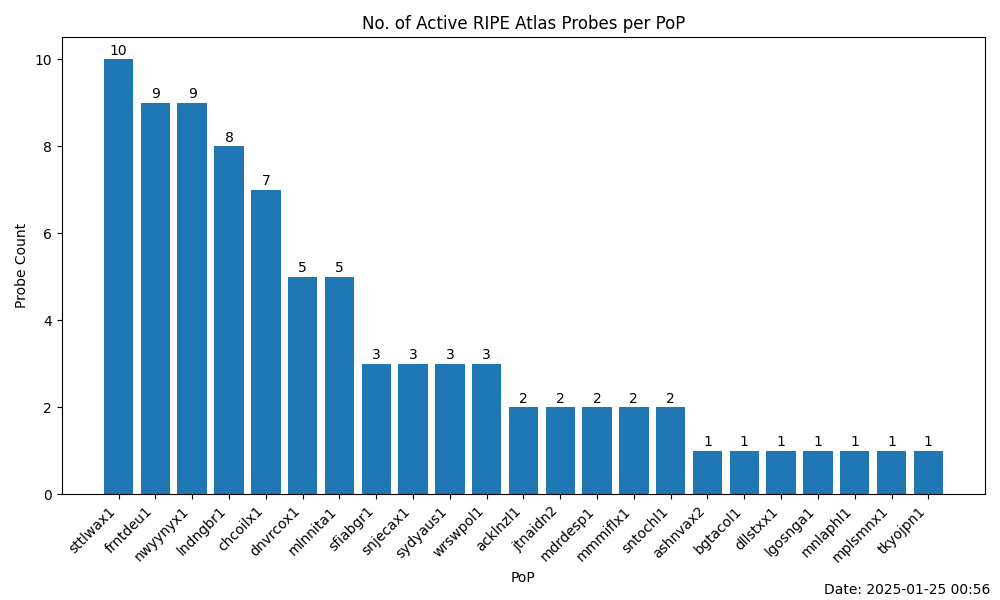 No. of Active RIPE Atlas Probes per PoP
Probe Count
10
8
6
4
2
0
10
9
9
8
7
5
5
3
3
3
3
2
2
2
2
2
1
1
1
1
1
1
1
sttlwax1
frntdeu1
nwyynyx1
lndngbr1
chcoilx1
dnvrcox1
mlnnita1
sfiabgr1
snjecax1
sydyaus1
wrswpol1
acklnzl1
jtnaidn2
mdrdesp1
mmmiflx1
sntochl1
ashnvax2
bgtacol1
dllstxx1
lgosnga1
mnlaphl1
mplsmnx1
tkyojpn1
PoP
Date: 2025-01-25 00:56